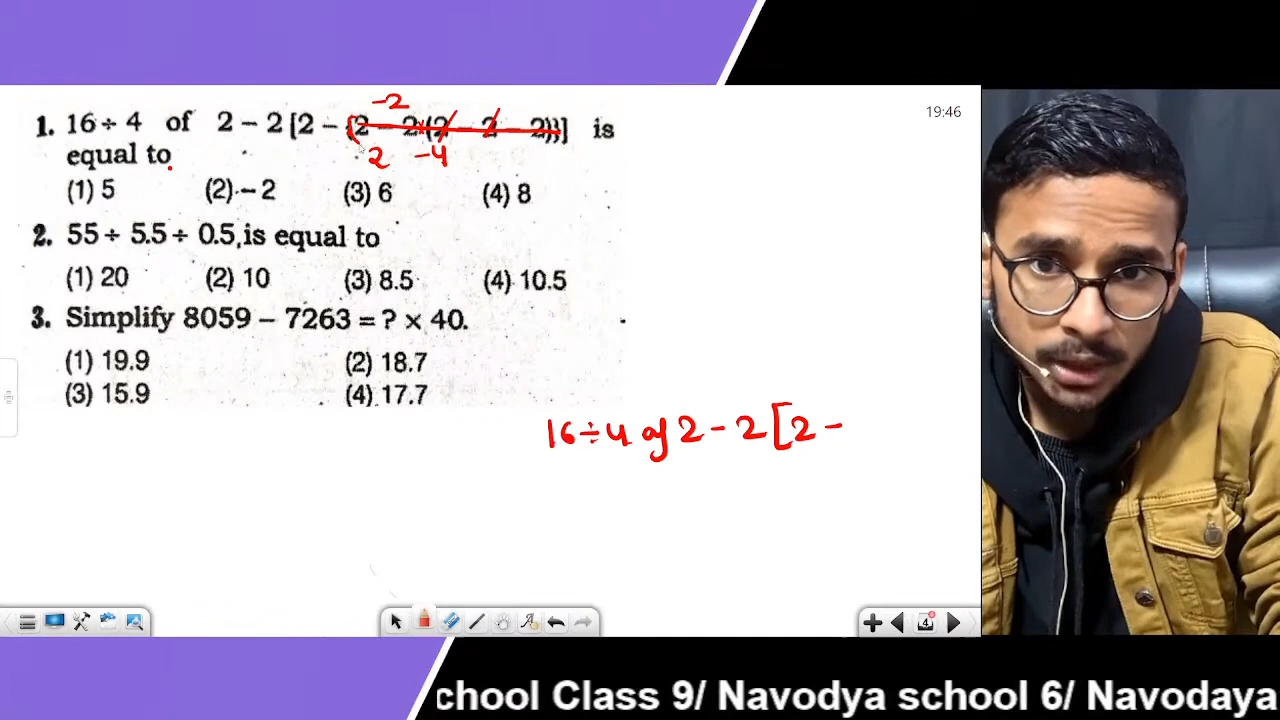 19:46
-2
1. 16 ÷ 4 of 2 – 2 [2 – {2 – 2 (2 – 2 – 2)}] is
equal to
2 -4
(1) 5 (2) – 2 (3) 6 (4) 8
2. 55 ÷ 5.5 ÷ 0.5, is equal to
(1) 20 (2) 10 (3) 8.5 (4) 10.5
3. Simplify 8059 – 7263 = ? × 40.
(1) 19.9 (2) 18.7
(3) 15.9 (4) 17.7
16 ÷ 4 of 2 - 2 [2 -
4
chool Class 9/ Navodya school 6/ Navodaya